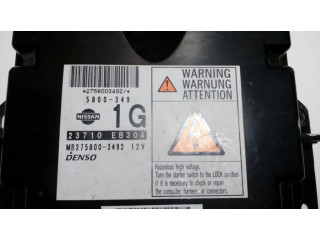 *2758003492/*
5800-349
NISSAN
1G
23710 EB30A
MB275800-3492 12V
DENSO
WARNING
WARNUNG
ATTENTION
Hazardous high voltage.
Turn the starter switch to the LOCK position
if it is necessary to check or repair
the computer, harness, or connectors.